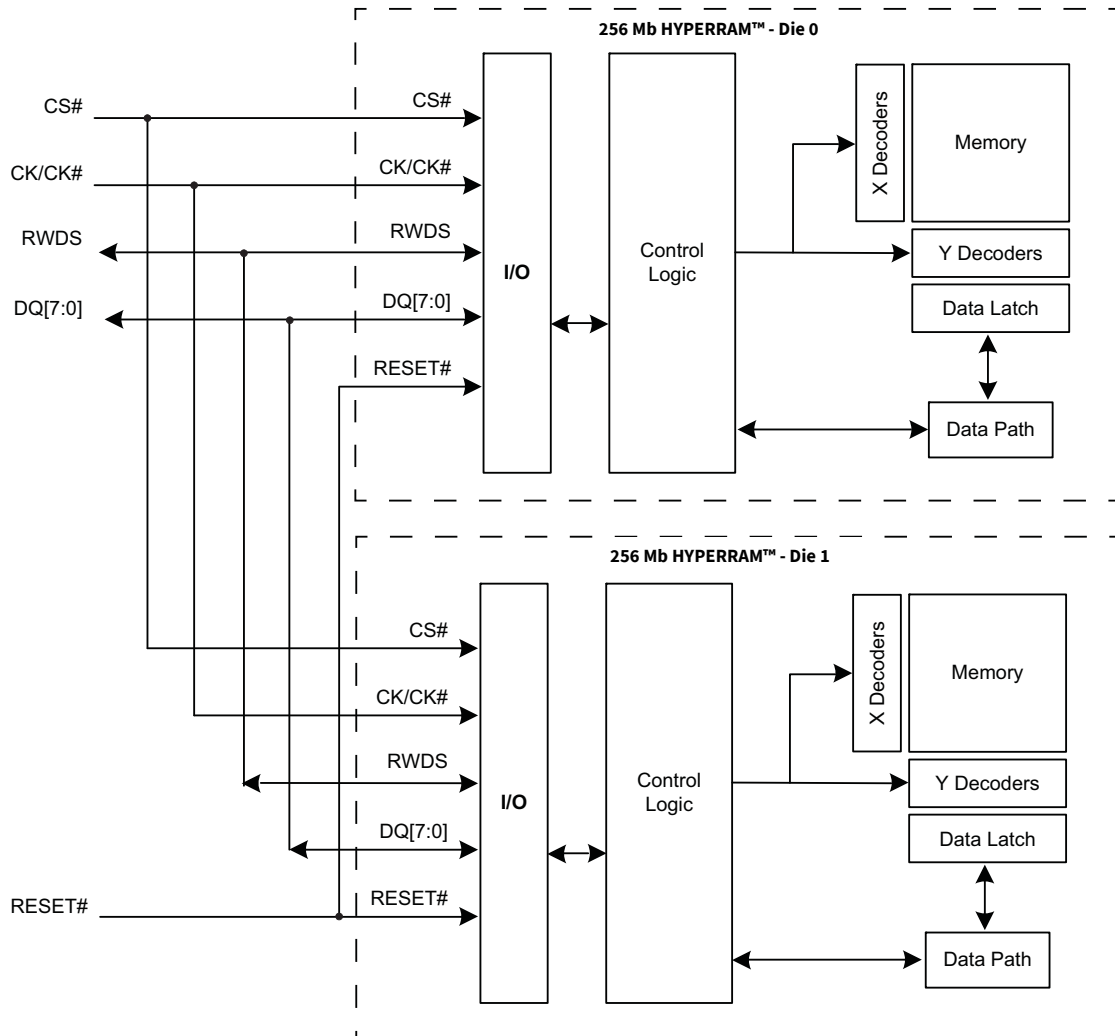 256 Mb HYPERRAM™ - Die 0
CS#
CS#
CK/CK#
CK/CK#
RWDS
RWDS
DQ[7:0]
DQ[7:0]
RESET#
I/O
Control
Logic
X Decoders
Memory
Y Decoders
Data Latch
Data Path
256 Mb HYPERRAM™ - Die 1
CS#
CK/CK#
RWDS
DQ[7:0]
RESET#
RESET#
I/O
Control
Logic
X Decoders
Memory
Y Decoders
Data Latch
Data Path